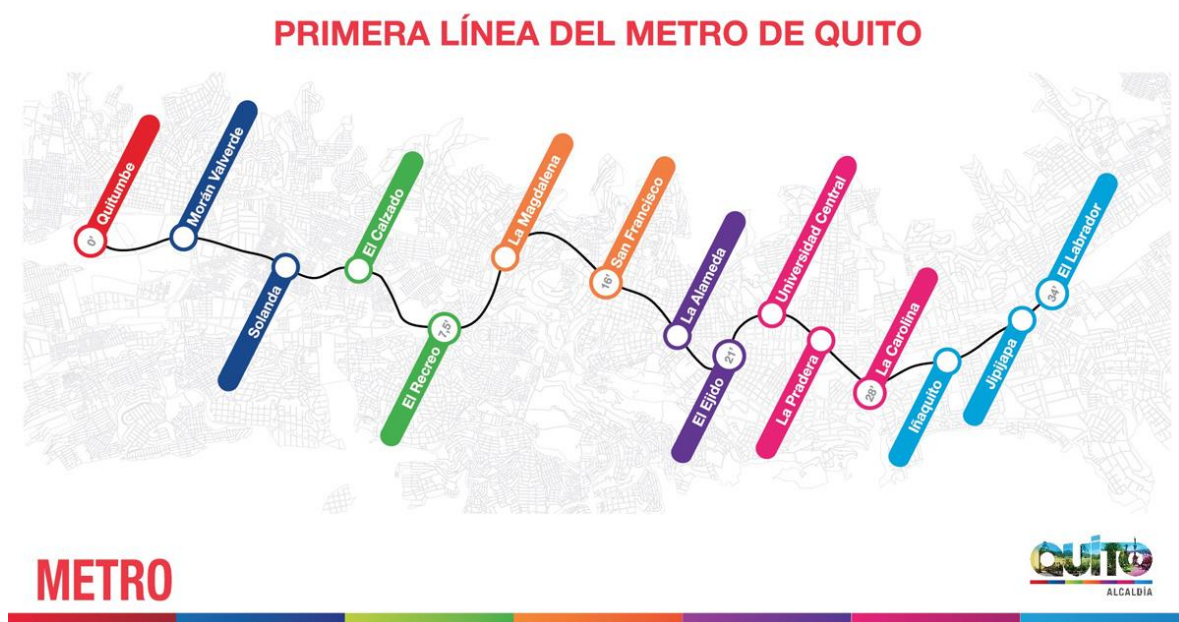 PRIMERA LÍNEA DEL METRO DE QUITO
0' Quitumbe
Morán Valverde
Solanda
El Calzado
El Recreo 7,5'
La Magdalena
16' San Francisco
La Alameda
El Ejido 21'
Universidad Central
La Pradera
28' La Carolina
Iñaquito
Jipijapa
34' El Labrador
METRO
QUITO
ALCALDÍA